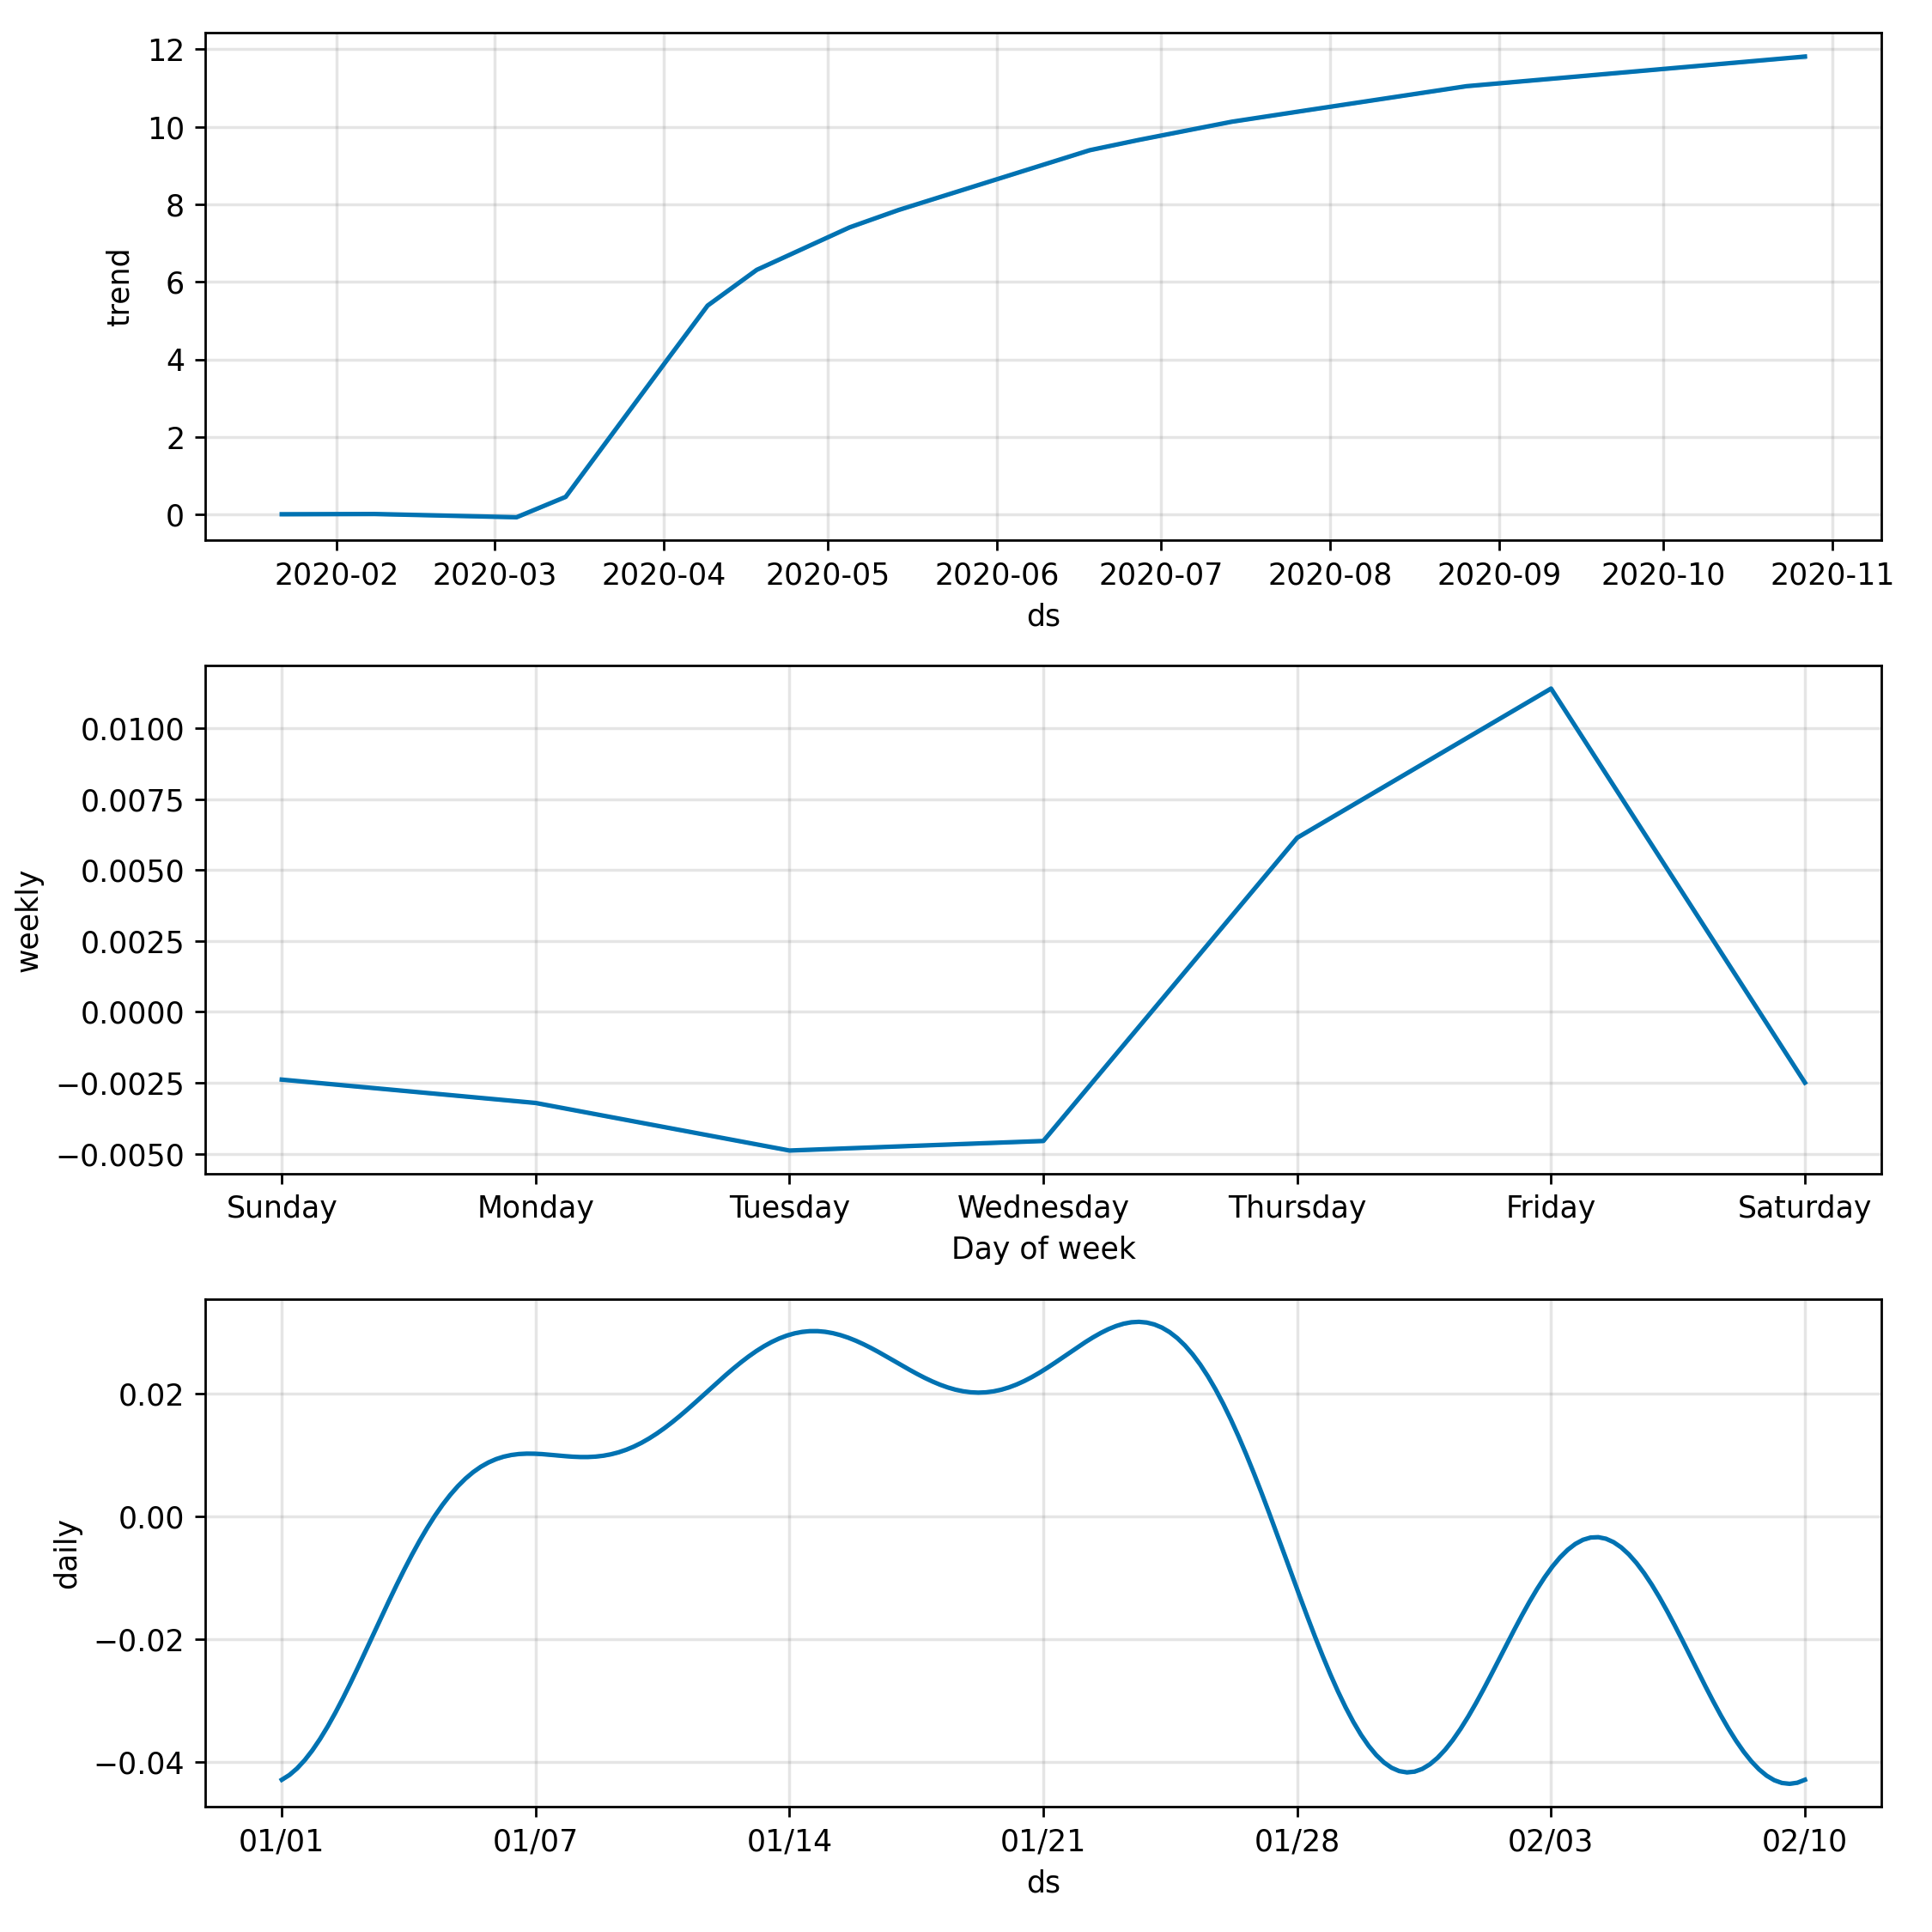 12
10
8
6
4
2
0
trend
2020-02 2020-03 2020-04 2020-05 2020-06 2020-07 2020-08 2020-09 2020-10 2020-11
ds
0.0100
0.0075
0.0050
0.0025
0.0000
−0.0025
−0.0050
weekly
Sunday Monday Tuesday Wednesday Thursday Friday Saturday
Day of week
0.02
0.00
−0.02
−0.04
daily
01/01 01/07 01/14 01/21 01/28 02/03 02/10
ds